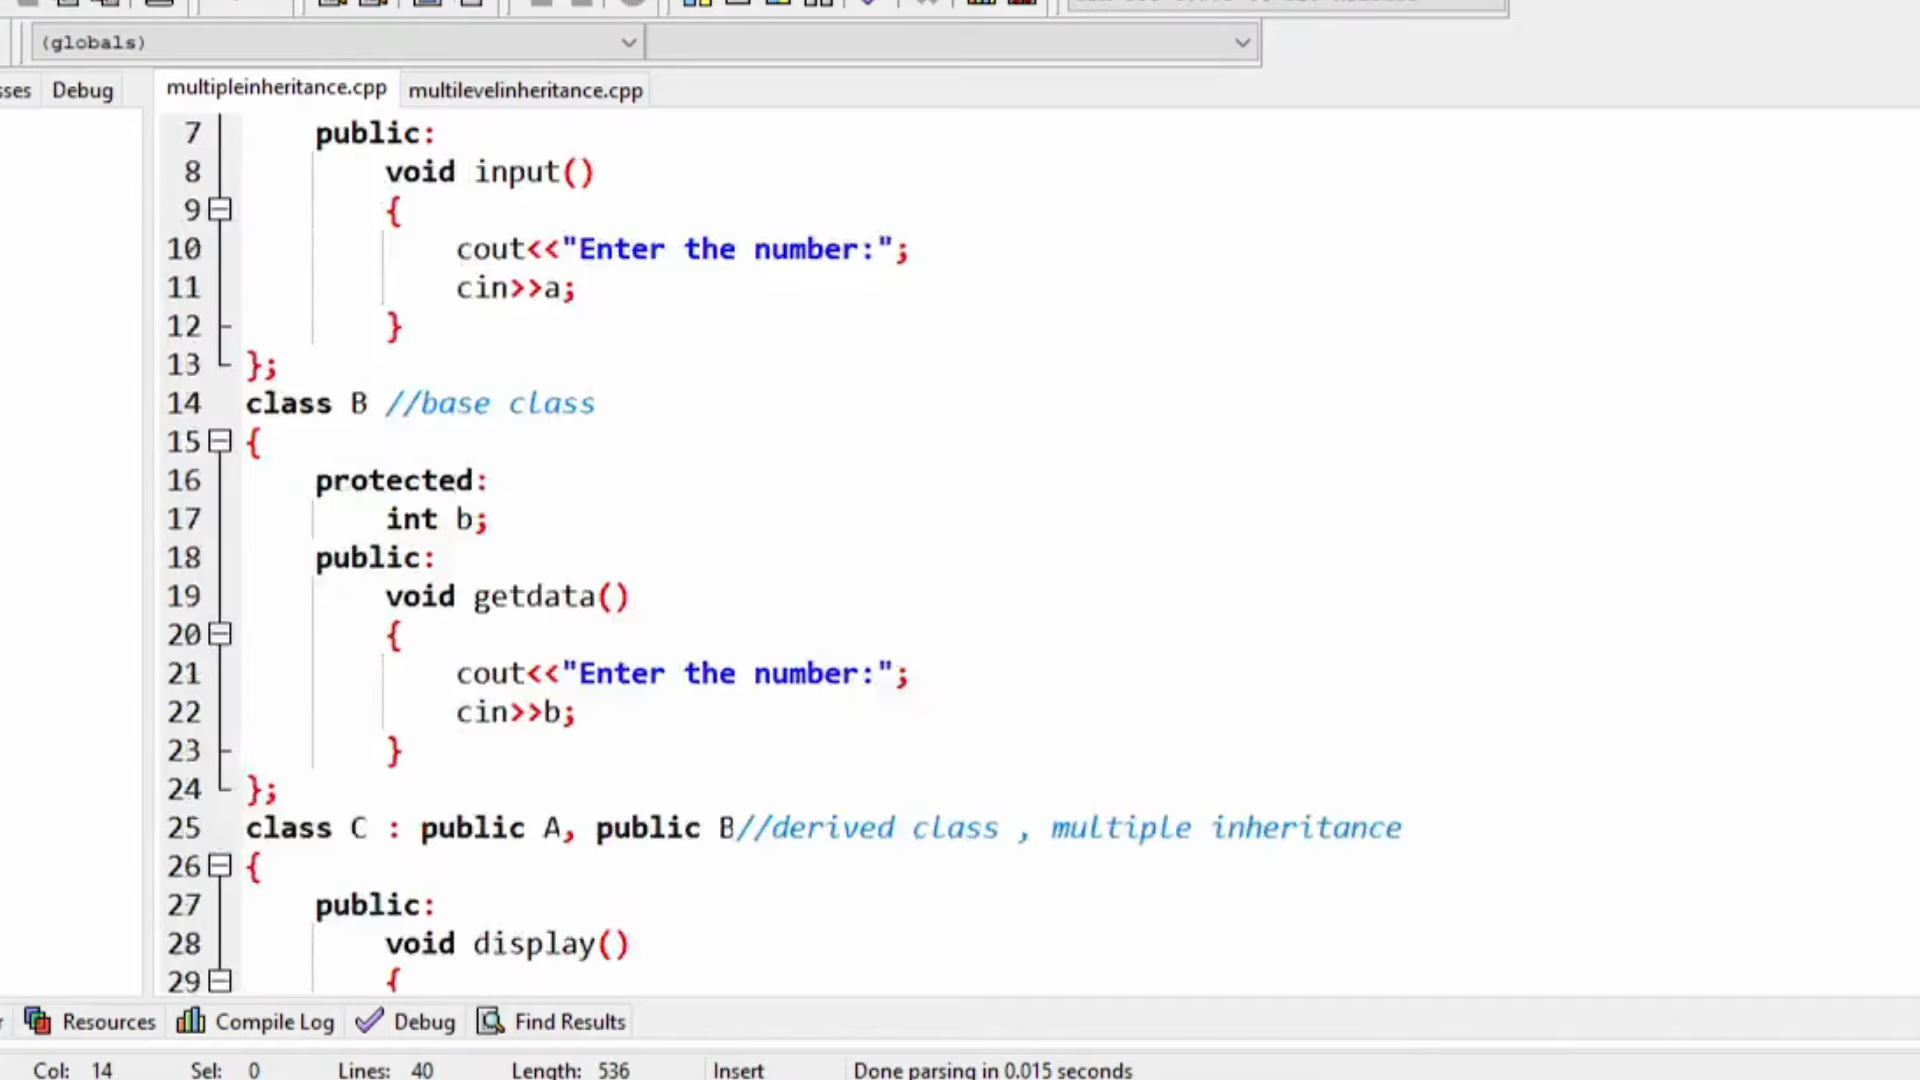 (globals)
sses Debug multipleinheritance.cpp multilevelinheritance.cpp
7 public:
8 void input()
9 {
10 cout<<"Enter the number:";
11 cin>>a;
12 }
13 };
14 class B //base class
15 {
16 protected:
17 int b;
18 public:
19 void getdata()
20 {
21 cout<<"Enter the number:";
22 cin>>b;
23 }
24 };
25 class C : public A, public B//derived class , multiple inheritance
26 {
27 public:
28 void display()
29 {
Resources Compile Log Debug Find Results
Col: 14 Sel: 0 Lines: 40 Length: 536 Insert Done parsing in 0.015 seconds